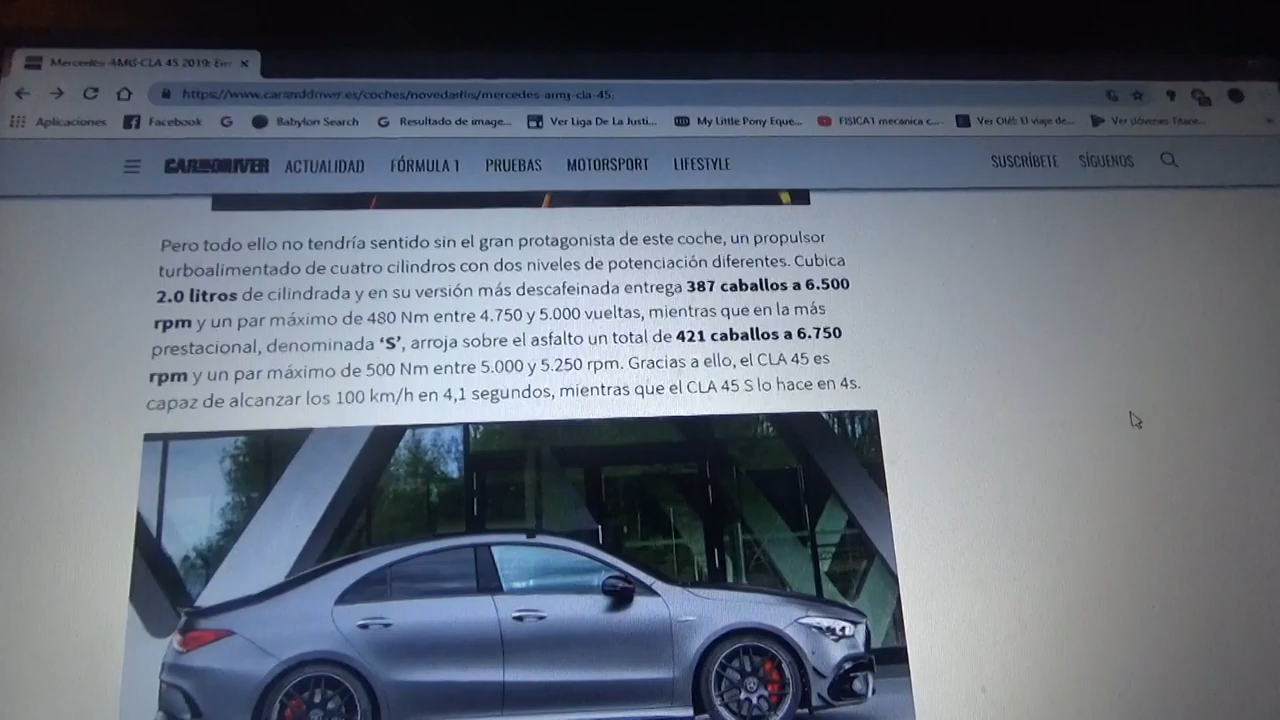 Mercedes-AMG CLA 45 2019: Em
https://www.caranddriver.es/coches/novedades/mercedes-amg-cla-45
Aplicaciones Facebook Babylon Search Resultado de image... Ver Liga De La Justi... My Little Pony Eque... FISICA1 mecanica c... Ver Olé!: El viaje de... Ver Jóvenes Titane...
CAR AND DRIVER ACTUALIDAD FÓRMULA 1 PRUEBAS MOTORSPORT LIFESTYLE SUSCRÍBETE SÍGUENOS
Pero todo ello no tendría sentido sin el gran protagonista de este coche, un propulsor
turboalimentado de cuatro cilindros con dos niveles de potenciación diferentes. Cubica
2.0 litros de cilindrada y en su versión más descafeinada entrega 387 caballos a 6.500
rpm y un par máximo de 480 Nm entre 4.750 y 5.000 vueltas, mientras que en la más
prestacional, denominada ‘S’, arroja sobre el asfalto un total de 421 caballos a 6.750
rpm y un par máximo de 500 Nm entre 5.000 y 5.250 rpm. Gracias a ello, el CLA 45 es
capaz de alcanzar los 100 km/h en 4,1 segundos, mientras que el CLA 45 S lo hace en 4s.